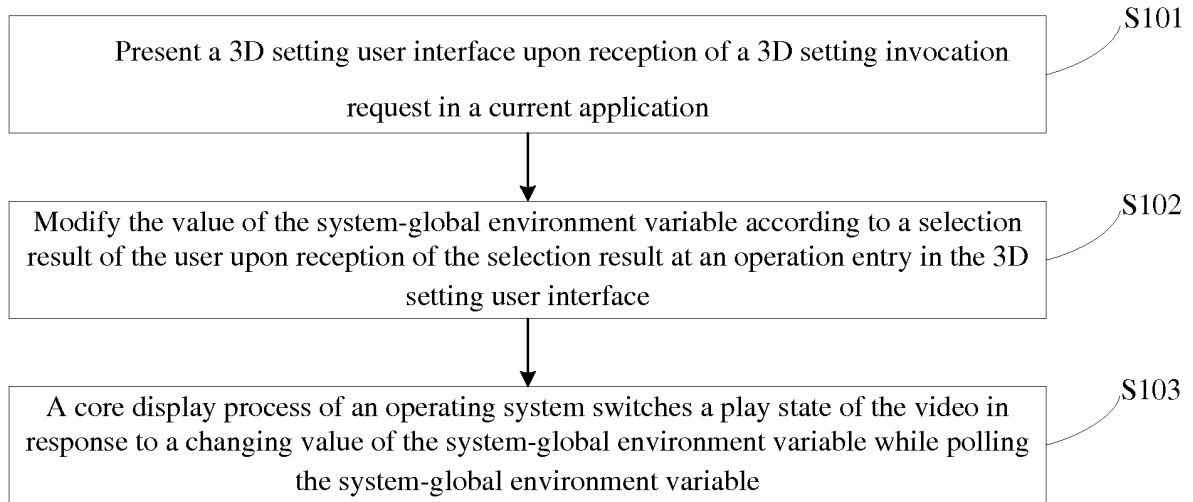 S101
Present a 3D setting user interface upon reception of a 3D setting invocation
request in a current application
S102
Modify the value of the system-global environment variable according to a selection
result of the user upon reception of the selection result at an operation entry in the 3D
setting user interface
S103
A core display process of an operating system switches a play state of the video in
response to a changing value of the system-global environment variable while polling
the system-global environment variable